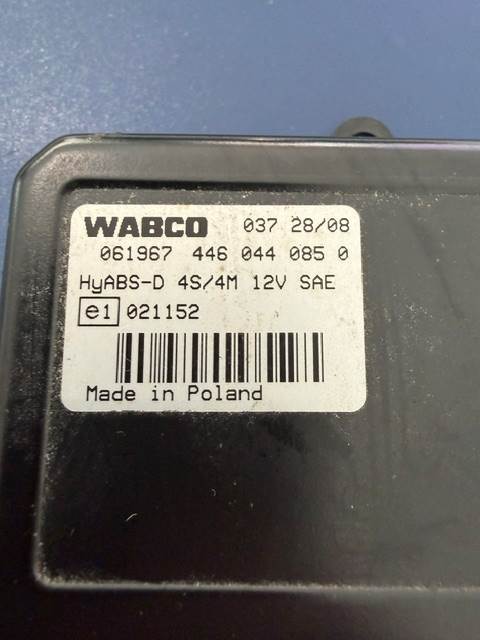 WABCO 037 28/08
061967 446 044 085 0
HyABS-D 4S/4M 12V SAE
e1 021152
Made in Poland